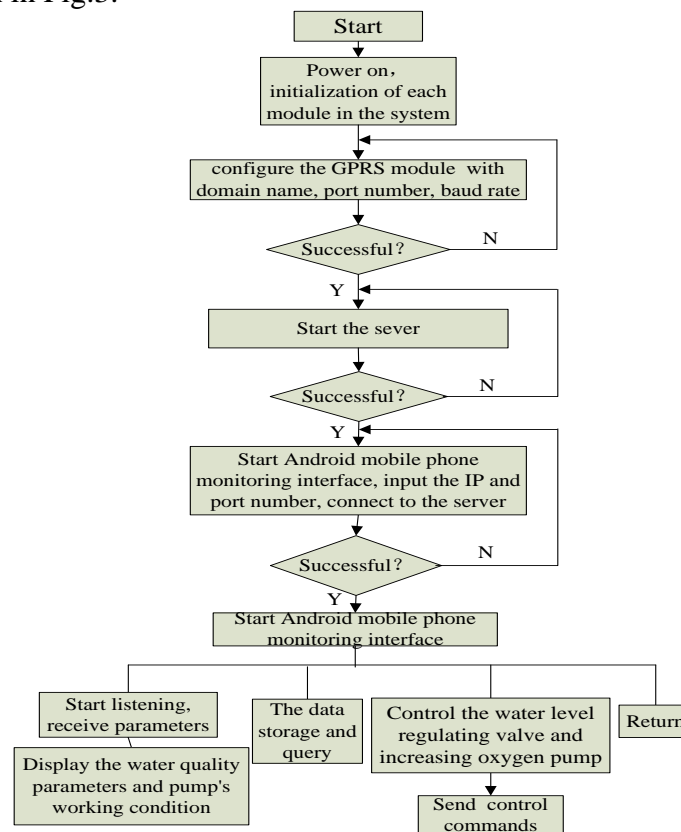 in Fig.5.
Start
Power on,
initialization of each
module in the system
configure the GPRS module with
domain name, port number, baud rate
Successful?
N
Y
Start the sever
Successful?
N
Y
Start Android mobile phone
monitoring interface, input the IP and
port number, connect to the server
Successful?
N
Y
Start Android mobile phone
monitoring interface
Start listening,
receive parameters
The data
storage and
query
Control the water level
regulating valve and
increasing oxygen pump
Return
Display the water quality
parameters and pump's
working condition
Send control
commands